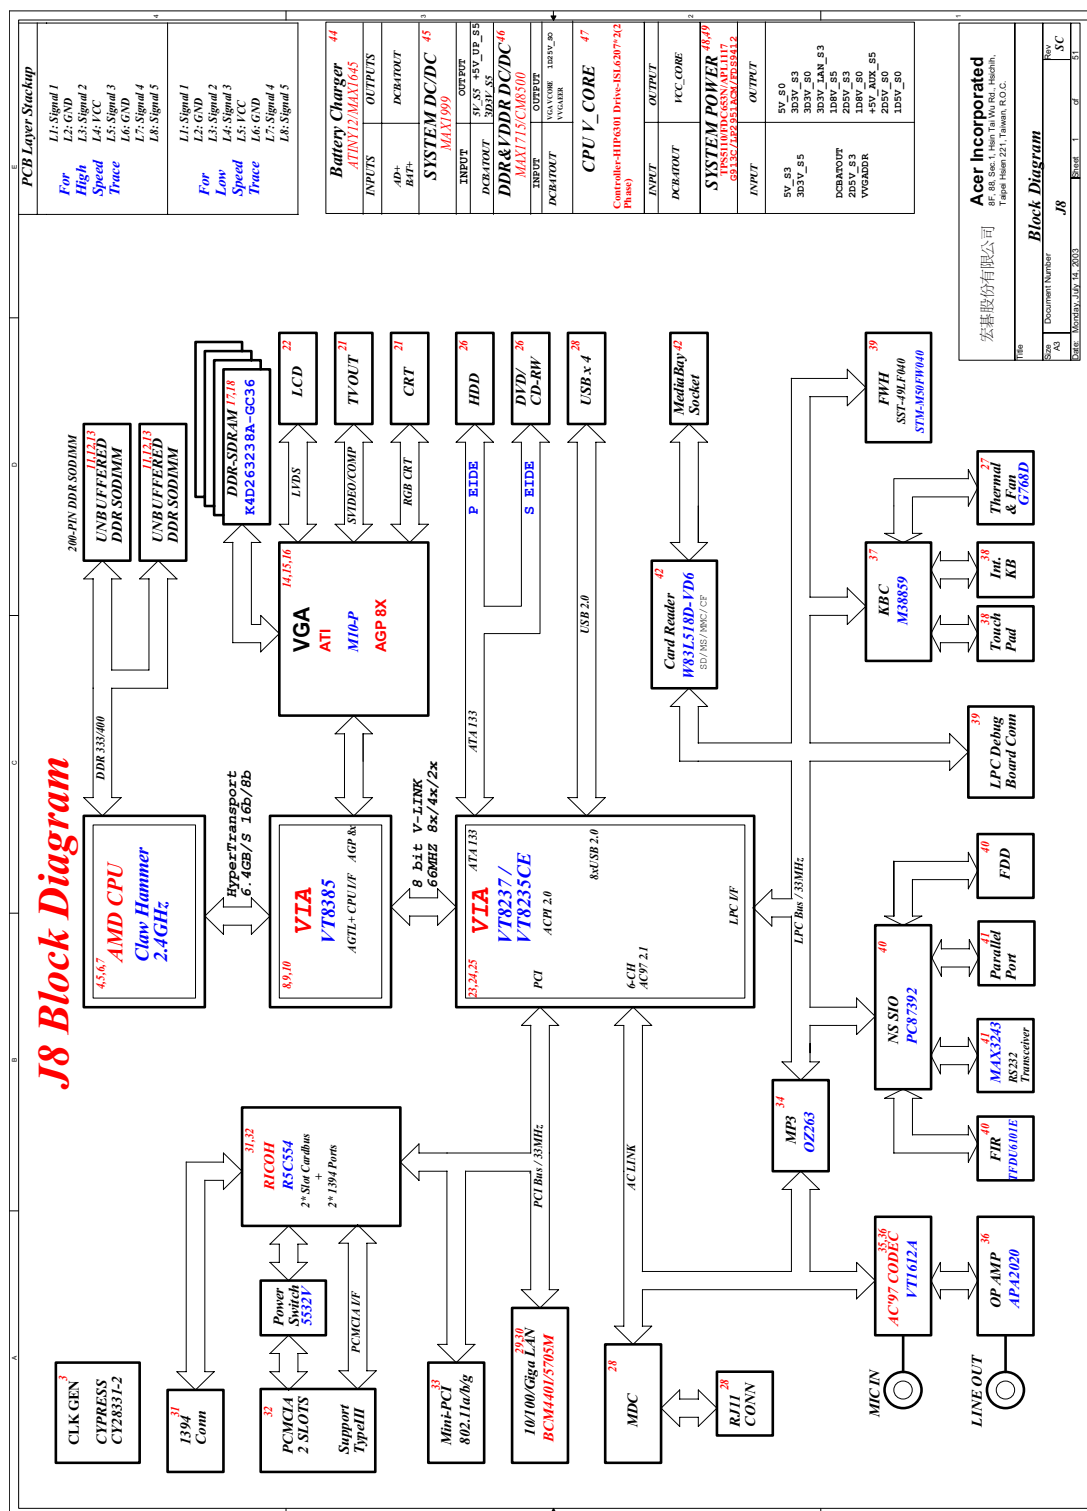 J8 Block Diagram
CLK GEN
3
CYPRESS
CY28331-2
31
1394
Conn
32
PCMCIA
2 SLOTS
Support
TypeIII
Power
Switch
5532V
PCMCIA I/F
31,32
RICOH
R5C554
2* Slot Cardbus
+
2* 1394 Ports
33
Mini-PCI
802.11a/b/g
29,30
10/100/Giga LAN
BCM4401/5705M
PCI Bus / 33MHz
28
MDC
28
RJ11
CONN
AC LINK
4,5,6,7
AMD CPU
Claw Hammer
2.4GHz
HyperTransport
6.4GB/S 16b/8b
8,9,10
VIA
VT8385
AGTL+ CPU I/F
AGP 8x
8 bit V-LINK
66MHZ 8x/4x/2x
23,24,25
VIA
VT8237/
VT8235CE
ATA 133
ACPI 2.0
PCI
8xUSB 2.0
6-CH
AC97 2.1
LPC I/F
DDR 333/400
200-PIN DDR SODIMM
11,12,13
UNBUFFERED
DDR SODIMM
11,12,13
UNBUFFERED
DDR SODIMM
DDR-SDRAM 17,18
K4D263238A-GC36
14,15,16
VGA
ATI
M10-P
AGP 8X
LVDS
22
LCD
SVIDEO/COMP
21
TVOUT
RGB CRT
21
CRT
26
HDD
P EIDE
26
DVD/
CD-RW
S EIDE
ATA 133
28
USB x 4
USB 2.0
42
MediaBay
Socket
42
Card Reader
W83L518D-VD6
SD/MS/MMC/CF
LPC Bus / 33MHz
39
FWH
SST-49LF040
STM-M50FW040
37
KBC
M38859
27
Thermal
& Fan
G768D
38
Int.
KB
38
Touch
Pad
39
LPC Debug
Board Conn
40
NS SIO
PC87392
40
FDD
41
Parallel
Port
41
MAX3243
RS232
Transceiver
40
FIR
TFDU6101E
34
MP3
OZ263
35,36
AC'97 CODEC
VT1612A
36
OP AMP
APA2020
MIC IN
LINE OUT
PCB Layer Stackup
L1: Signal 1
L2: GND
L3: Signal 2
L4: VCC
L5: Signal 3
L6: GND
L7: Signal 4
L8: Signal 5
For
High
Speed
Trace
L1: Signal 1
L2: GND
L3: Signal 2
L4: Signal 3
L5: VCC
L6: GND
L7: Signal 4
L8: Signal 5
For
Low
Speed
Trace
Battery Charger 44
ATINY12/MAX1645
INPUTS OUTPUTS
AD+
BAT+
DCBATOUT
SYSTEM DC/DC 45
MAX1999
INPUT OUTPUT
DCBATOUT
5V_S5 +5V_UP_S5
3D3V_S5
DDR&VDDR DC/DC 46
MAX1715/CM8500
INPUT OUTPUT
DCBATOUT
VGAVCORE 1D25V_S0
VVGADDR
CPU V_CORE 47
Controller-HIP6301 Drive-ISL6207*2(2
Phase)
INPUT OUTPUT
DCBATOUT VCC_CORE
SYSTEM POWER 48,49
TPS5110/FDC653N/APL1117
G913C/LP2951ACM/FDS9412
INPUT OUTPUT
5V_S3
3D3V_S5
DCBATOUT
2D5V_S3
VVGADDR
5V_S0
3D3V_S3
3D3V_S0
3D3V_LAN_S3
1D8V_S5
2D5V_S3
1D8V_S0
+5V_AUX_S5
2D5V_S0
1D5V_S0
宏碁股份有限公司
Acer Incorporated
8F, 88, Sec.1, Hsin Tai Wu Rd., Hsichih,
Taipei Hsien 221, Taiwan, R.O.C.
Title
Block Diagram
Size
A3
Document Number
J8
Rev
SC
Date: Monday, July 14, 2003
Sheet 1 of 51
4
3
2
1
E
D
C
B
A